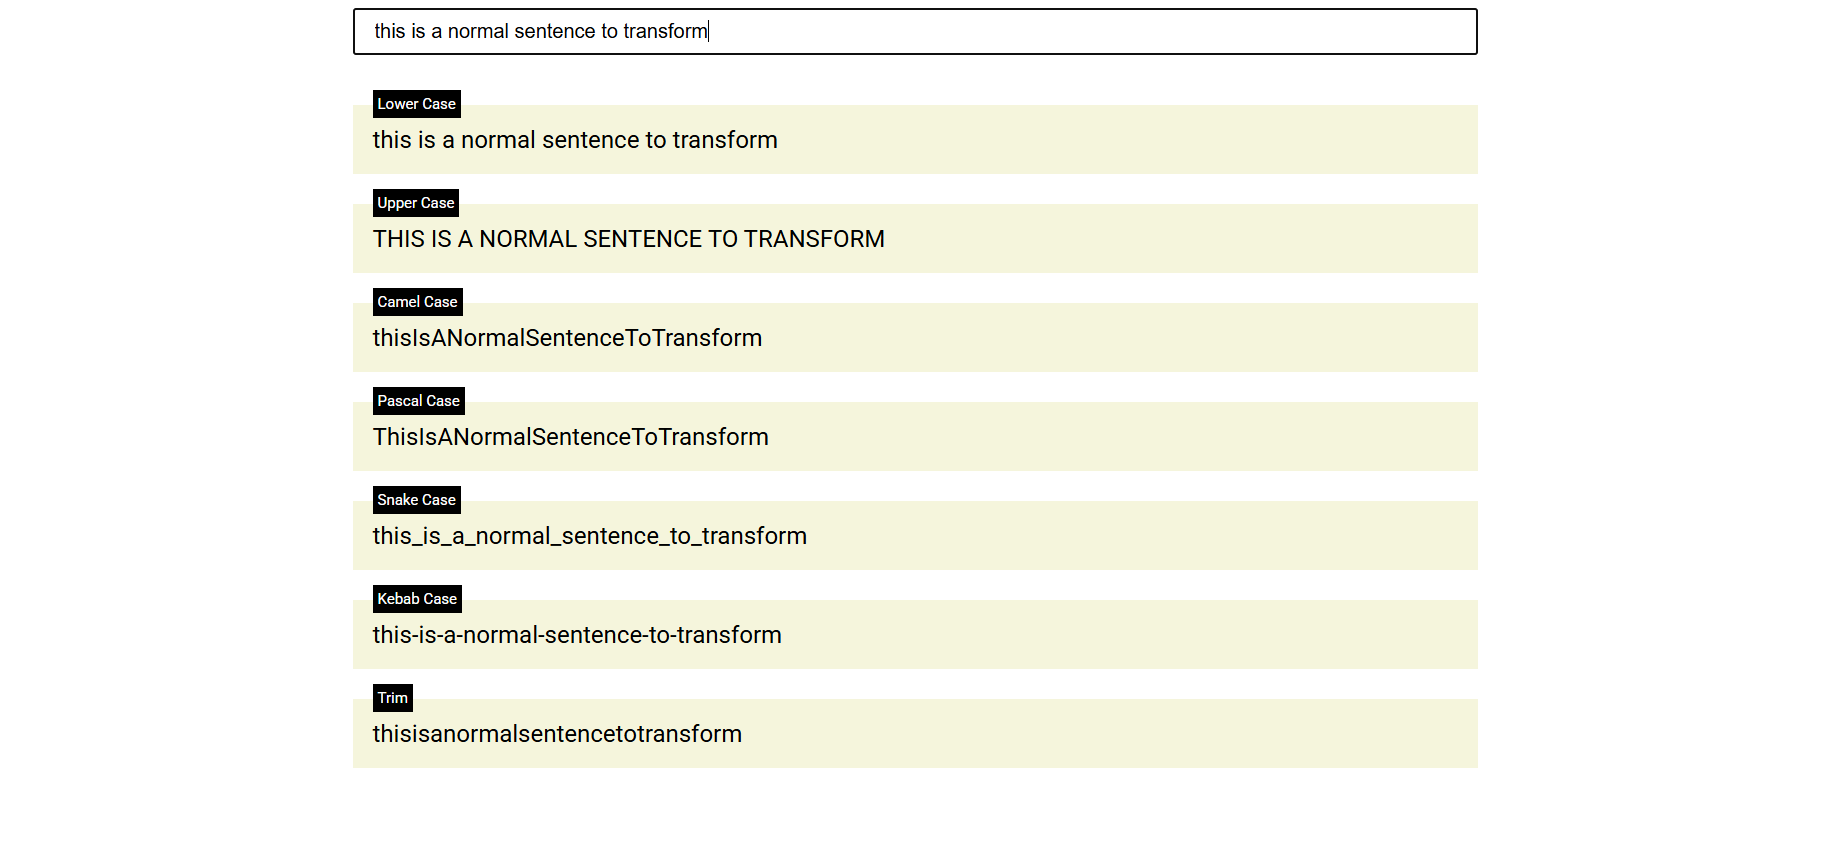 this is a normal sentence to transform
Lower Case
this is a normal sentence to transform
Upper Case
THIS IS A NORMAL SENTENCE TO TRANSFORM
Camel Case
thisIsANormalSentenceToTransform
Pascal Case
ThisIsANormalSentenceToTransform
Snake Case
this_is_a_normal_sentence_to_transform
Kebab Case
this-is-a-normal-sentence-to-transform
Trim
thisisanormalsentencetotransform